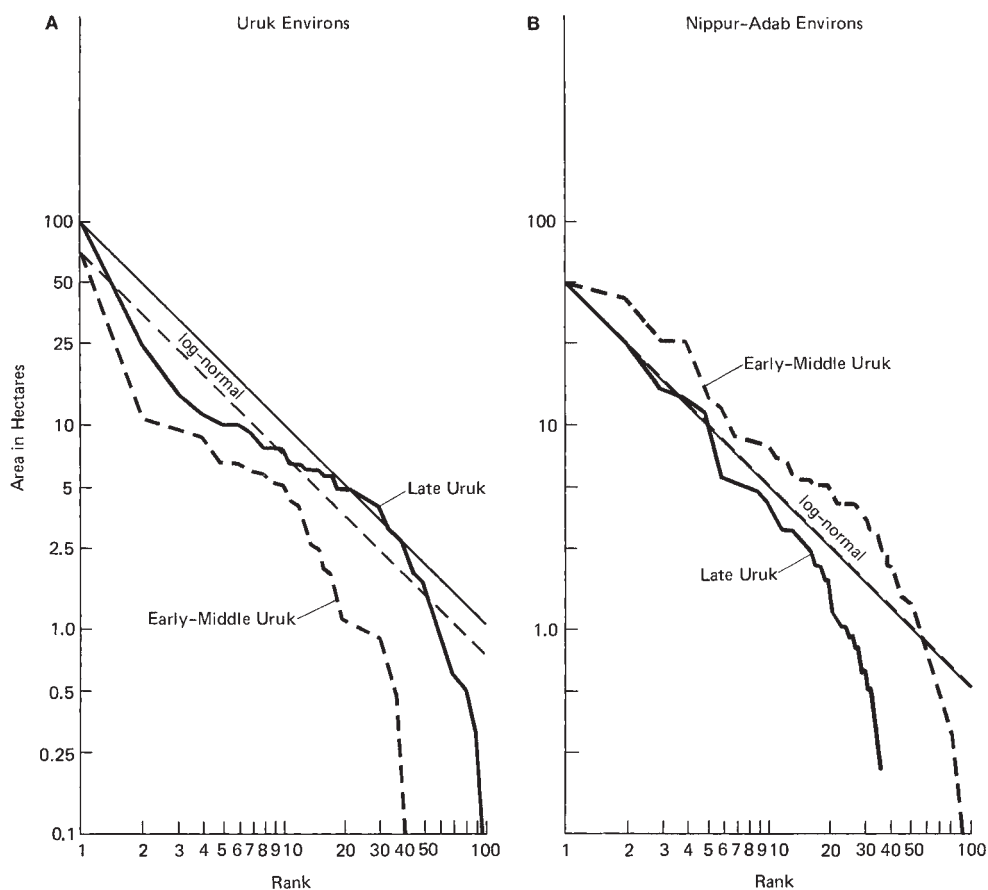 A Uruk Environs
100
50
25
10
5
2.5
1.0
0.5
0.25
0.1
Area in Hectares
log-normal
Late Uruk
Early-Middle Uruk
1 2 3 4 5 6 7 8 9 10 20 30 40 50 100
Rank
B Nippur-Adab Environs
100
10
1.0
Early-Middle Uruk
log-normal
Late Uruk
1 2 3 4 5 6 7 8 9 10 20 30 40 50 100
Rank